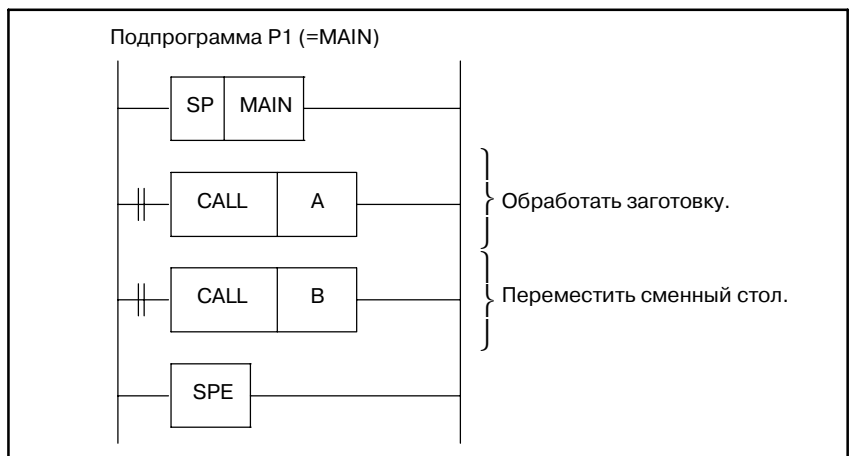 Подпрограмма P1 (=MAIN)
SP MAIN
CALL A
Обработать заготовку.
CALL B
Переместить сменный стол.
SPE